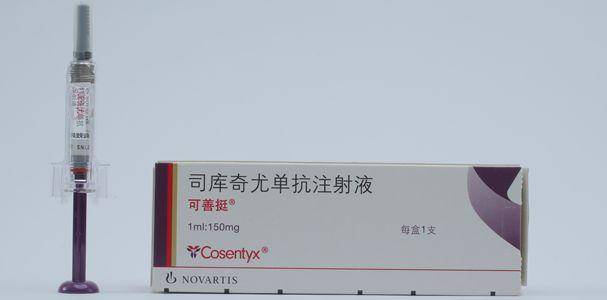 司库奇尤单抗注射液
可善挺®
1ml:150mg
每盒1支
Cosentyx®
NOVARTIS